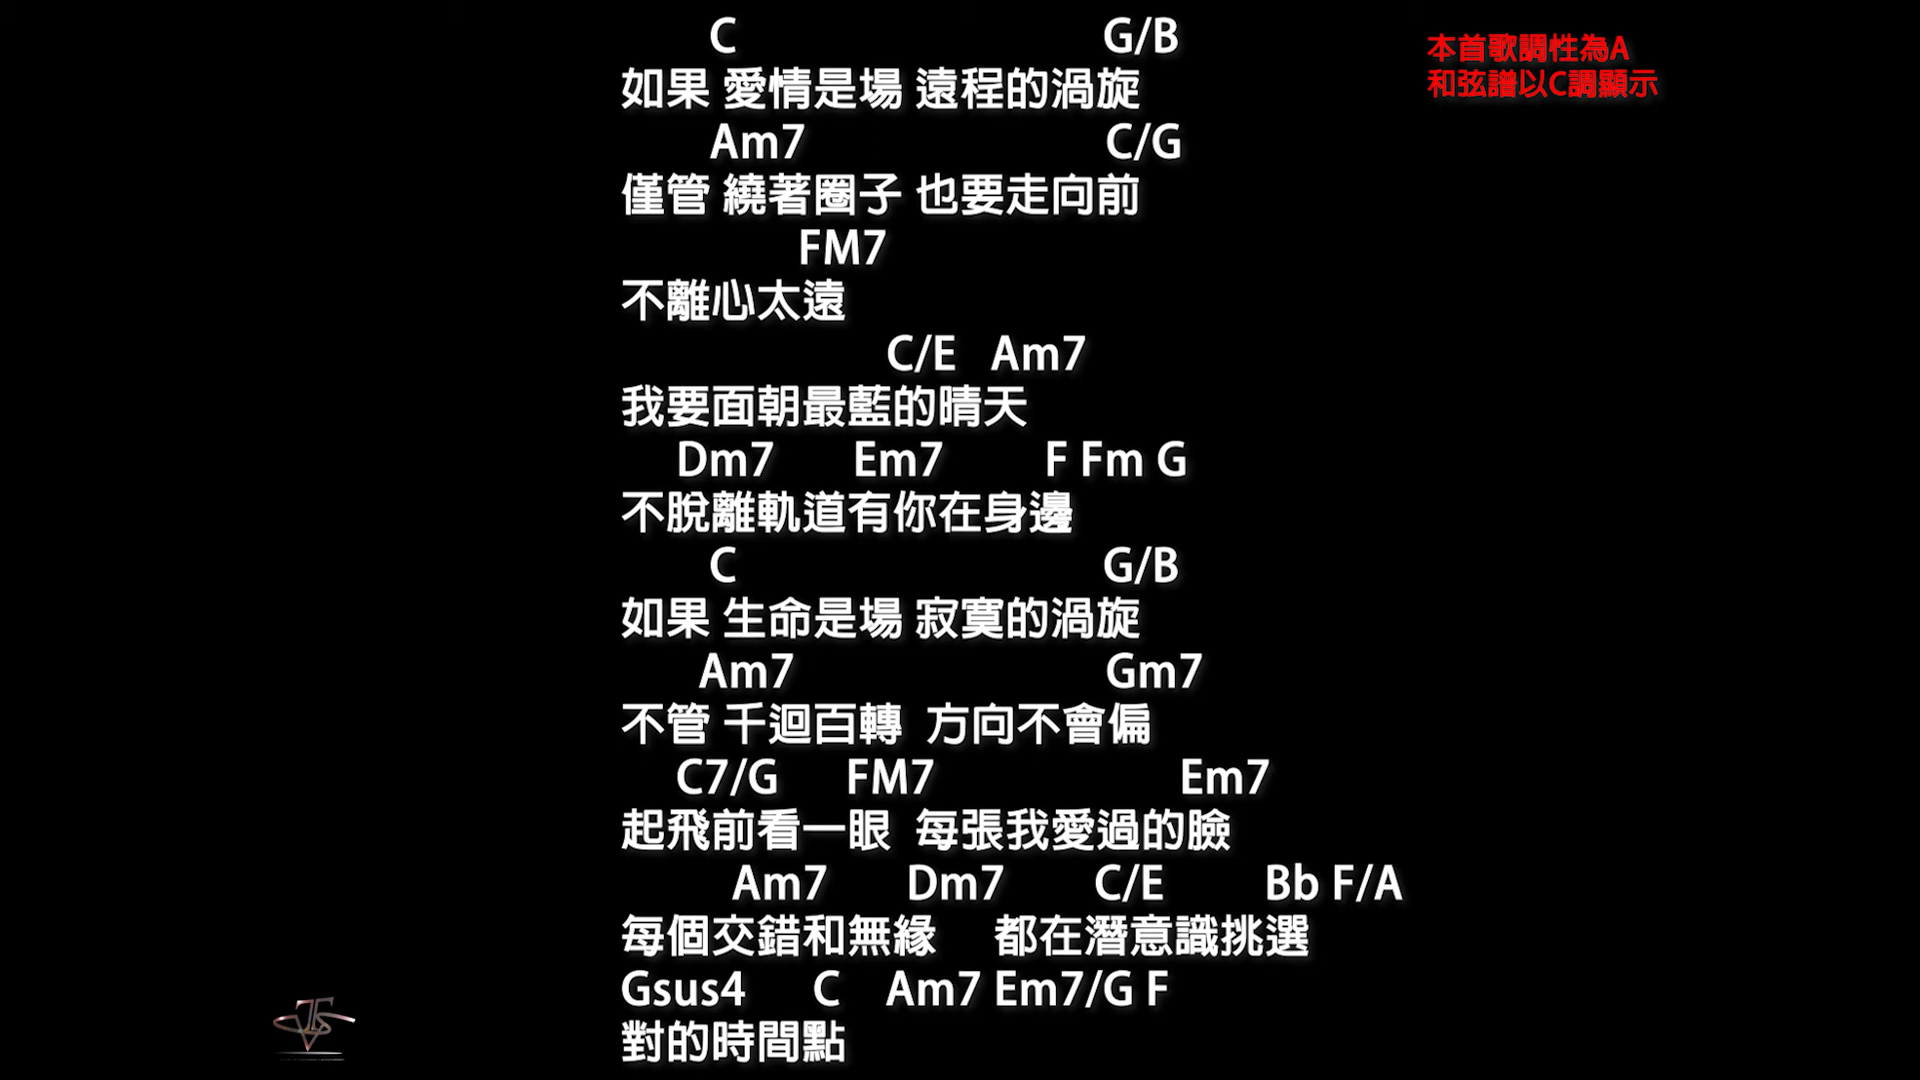 C G/B
本首歌調性為A
和弦譜以C調顯示
如果 愛情是場 遠程的渦旋
Am7 C/G
僅管 繞著圈子 也要走向前
FM7
不離心太遠
C/E Am7
我要面朝最藍的晴天
Dm7 Em7 F Fm G
不脫離軌道有你在身邊
C G/B
如果 生命是場 寂寞的渦旋
Am7 Gm7
不管 千迴百轉 方向不會偏
C7/G FM7 Em7
起飛前看一眼 每張我愛過的臉
Am7 Dm7 C/E Bb F/A
每個交錯和無緣 都在潛意識挑選
Gsus4 C Am7 Em7/G F
對的時間點